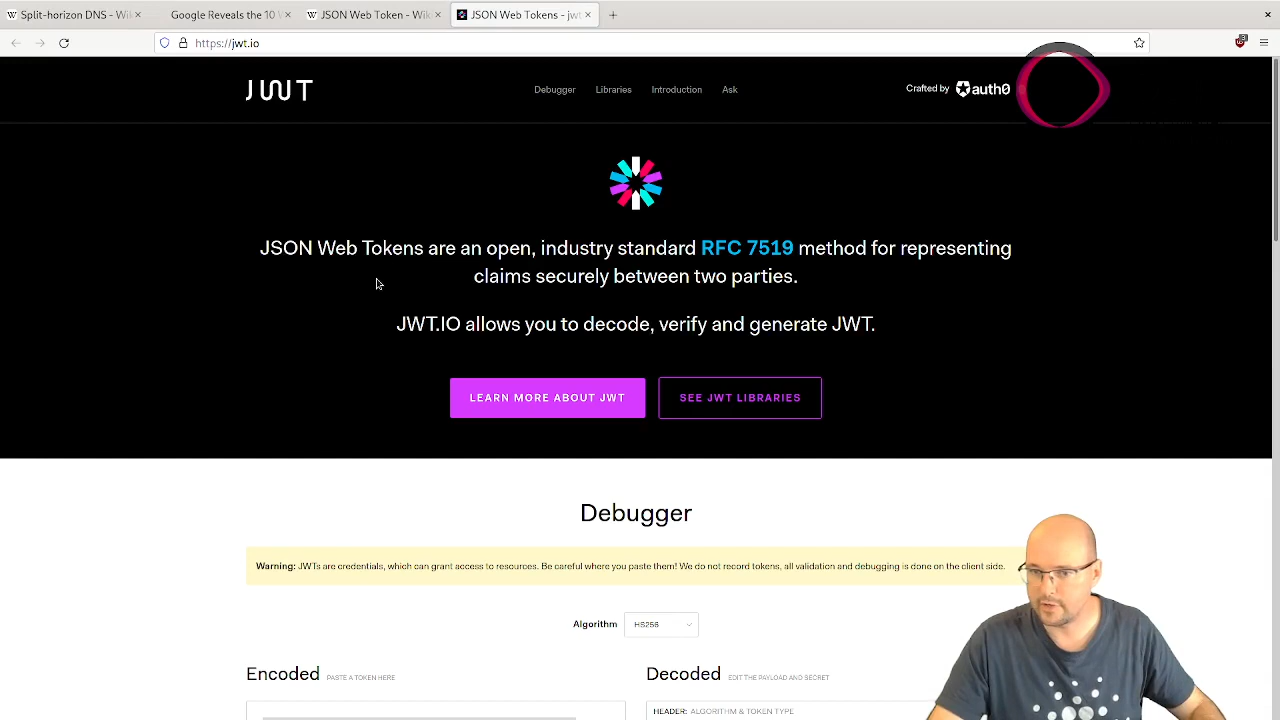 Split-horizon DNS - Wik
Google Reveals the 10 W
JSON Web Token - Wik
JSON Web Tokens - jwt
https://jwt.io
JWT
Debugger
Libraries
Introduction
Ask
Crafted by auth0
JSON Web Tokens are an open, industry standard RFC 7519 method for representing
claims securely between two parties.
JWT.IO allows you to decode, verify and generate JWT.
LEARN MORE ABOUT JWT
SEE JWT LIBRARIES
Debugger
Warning: JWTs are credentials, which can grant access to resources. Be careful where you paste them! We do not record tokens, all validation and debugging is done on the client side.
Algorithm
HS256
Encoded PASTE A TOKEN HERE
Decoded EDIT THE PAYLOAD AND SECRET
HEADER: ALGORITHM & TOKEN TYPE